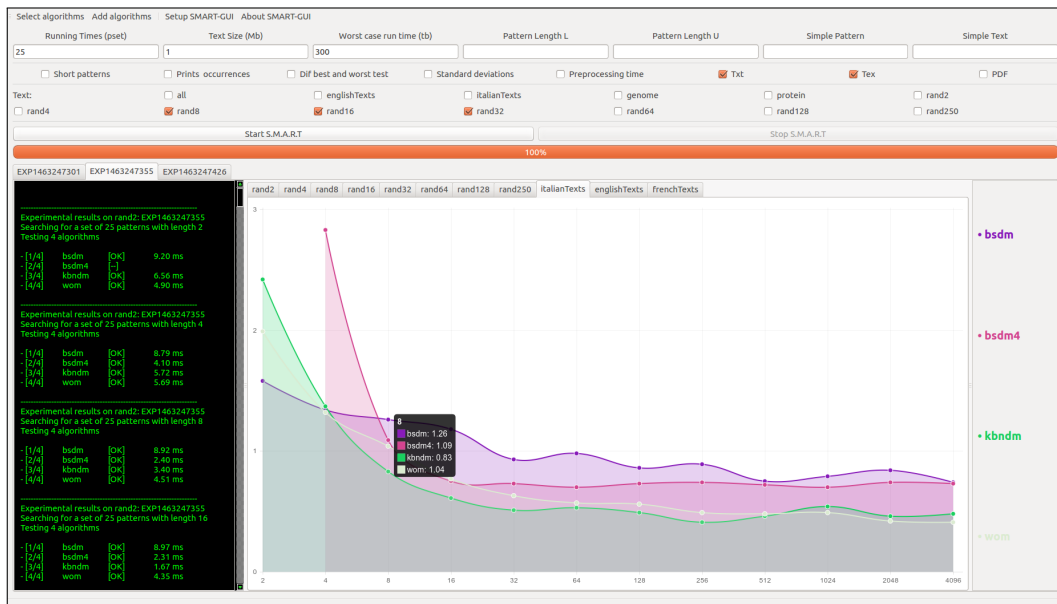 Select algorithms Add algorithms Setup SMART-GUI About SMART-GUI
Running Times (pset) Text Size (Mb) Worst case run time (tb) Pattern Length L Pattern Length U Simple Pattern Simple Text
25 1 300
Short patterns Prints occurrences Dif best and worst test Standard deviations Preprocessing time Txt Tex PDF
Text: all englishTexts italianTexts genome protein rand2
rand4 rand8 rand16 rand32 rand64 rand128 rand250
Start S.M.A.R.T Stop S.M.A.R.T
100%
EXP1463247301 EXP1463247355 EXP1463247426
Experimental results on rand2: EXP1463247355
Searching for a set of 25 patterns with length 2
Testing 4 algorithms
- [1/4] bsdm [OK] 9.20 ms
- [2/4] bsdm4 [--]
- [3/4] kbndm [OK] 6.56 ms
- [4/4] wom [OK] 4.90 ms
Experimental results on rand2: EXP1463247355
Searching for a set of 25 patterns with length 4
Testing 4 algorithms
- [1/4] bsdm [OK] 8.79 ms
- [2/4] bsdm4 [OK] 4.10 ms
- [3/4] kbndm [OK] 5.72 ms
- [4/4] wom [OK] 5.69 ms
Experimental results on rand2: EXP1463247355
Searching for a set of 25 patterns with length 8
Testing 4 algorithms
- [1/4] bsdm [OK] 8.92 ms
- [2/4] bsdm4 [OK] 2.40 ms
- [3/4] kbndm [OK] 3.40 ms
- [4/4] wom [OK] 4.51 ms
Experimental results on rand2: EXP1463247355
Searching for a set of 25 patterns with length 16
Testing 4 algorithms
- [1/4] bsdm [OK] 8.97 ms
- [2/4] bsdm4 [OK] 2.31 ms
- [3/4] kbndm [OK] 1.67 ms
- [4/4] wom [OK] 4.35 ms
rand2 rand4 rand8 rand16 rand32 rand64 rand128 rand250 italianTexts englishTexts frenchTexts
3
2
1
0
8
bsdm: 1.26
bsdm4: 1.09
kbndm: 0.83
wom: 1.04
2 4 8 16 32 64 128 256 512 1024 2048 4096
• bsdm
• bsdm4
• kbndm
• wom